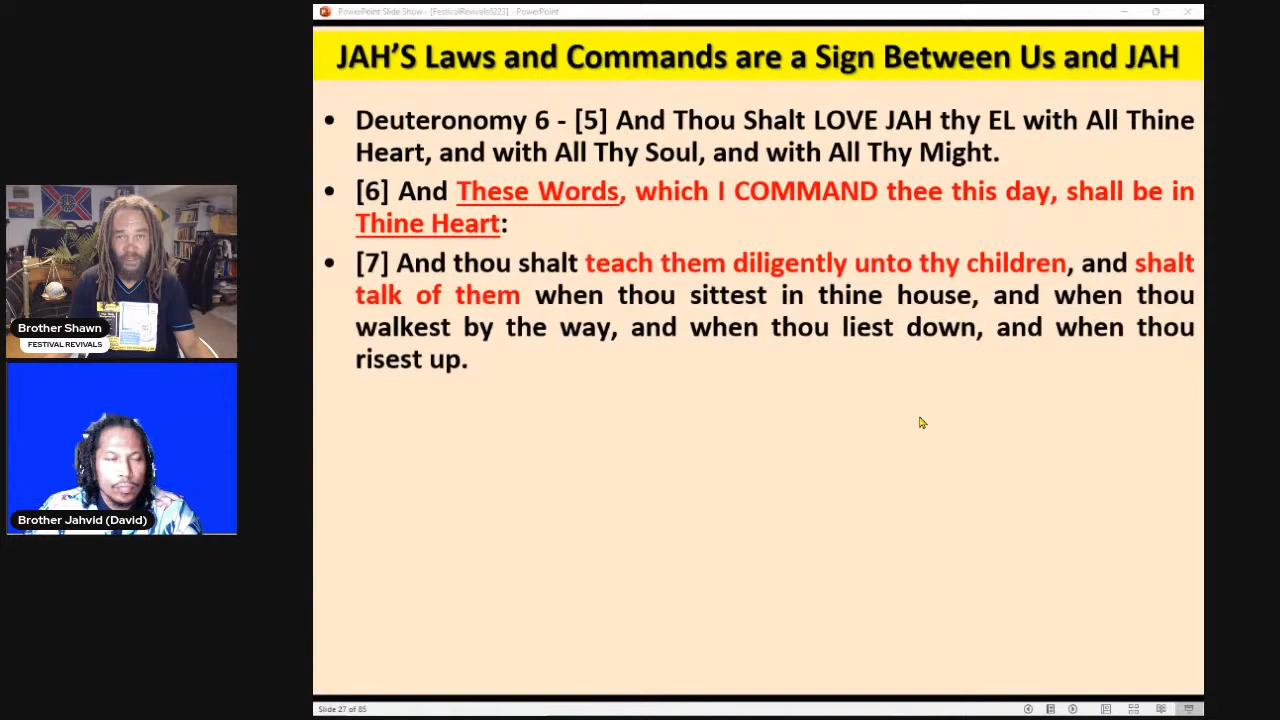 PowerPoint Slide Show - [FestivalRevivals6223] - PowerPoint
JAH'S Laws and Commands are a Sign Between Us and JAH
• Deuteronomy 6 - [5] And Thou Shalt LOVE JAH thy EL with All Thine
Heart, and with All Thy Soul, and with All Thy Might.
• [6] And These Words, which I COMMAND thee this day, shall be in
Thine Heart:
• [7] And thou shalt teach them diligently unto thy children, and shalt
talk of them when thou sittest in thine house, and when thou
walkest by the way, and when thou liest down, and when thou
risest up.
Brother Shawn
FESTIVAL REVIVALS
Brother Jahvid (David)
Slide 27 of 85